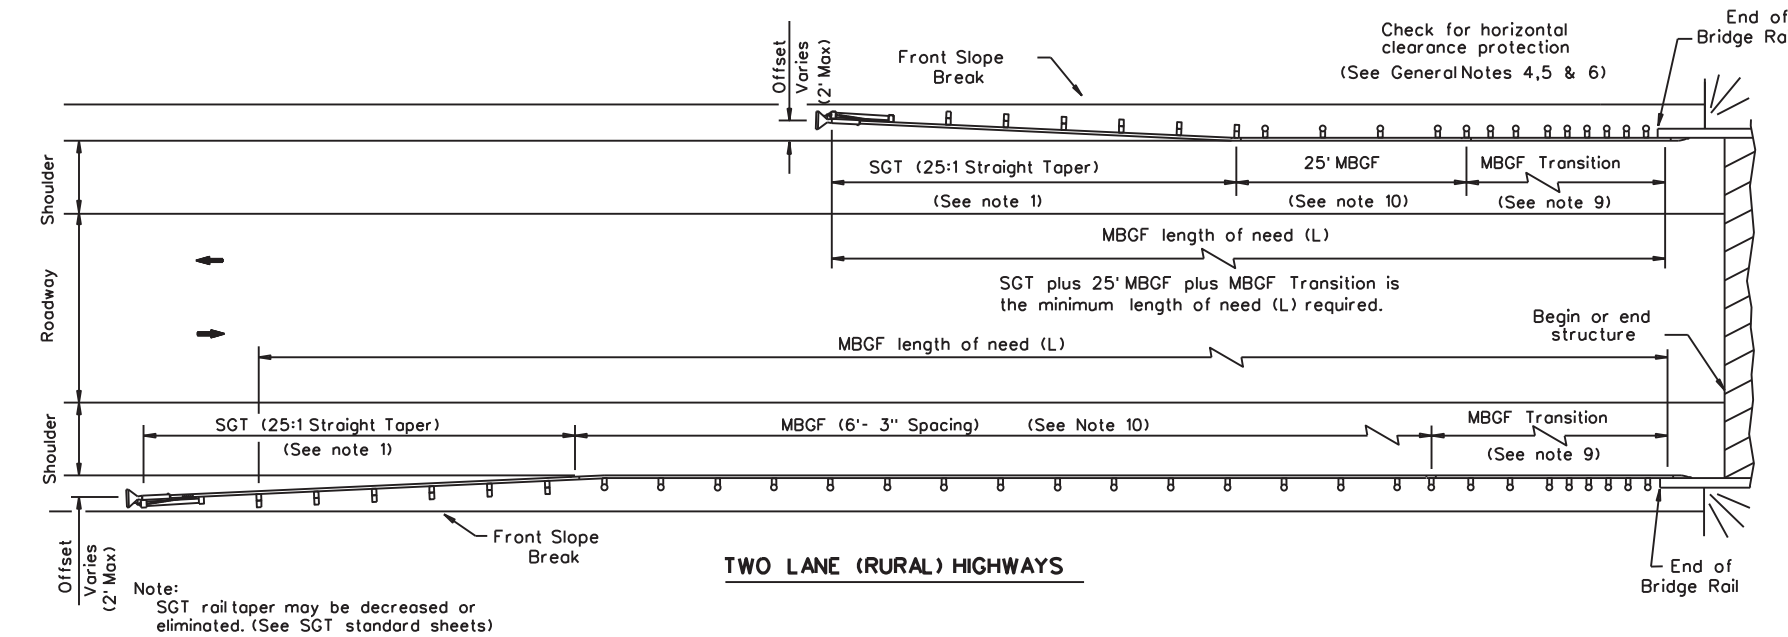 End of
Bridge Ra
Check for horizontal
clearance protection
(See General Notes 4,5 & 6)
Front Slope
Break
Offset
Varies
(2' Max)
Shoulder
SGT (25:1 Straight Taper)
25' MBGF
MBGF Transition
(See note 1)
(See note 10)
(See note 9)
MBGF length of need (L)
SGT plus 25' MBGF plus MBGF Transition is
the minimum length of need (L) required.
Roadway
Begin or end
structure
MBGF length of need (L)
Shoulder
SGT (25:1 Straight Taper)
MBGF (6'- 3" Spacing) (See Note 10)
MBGF Transition
(See note 1)
(See note 9)
Front Slope
Break
Offset
Varies
(2' Max)
TWO LANE (RURAL) HIGHWAYS
End of
Bridge Rail
Note:
SGT rail taper may be decreased or
eliminated. (See SGT standard sheets)